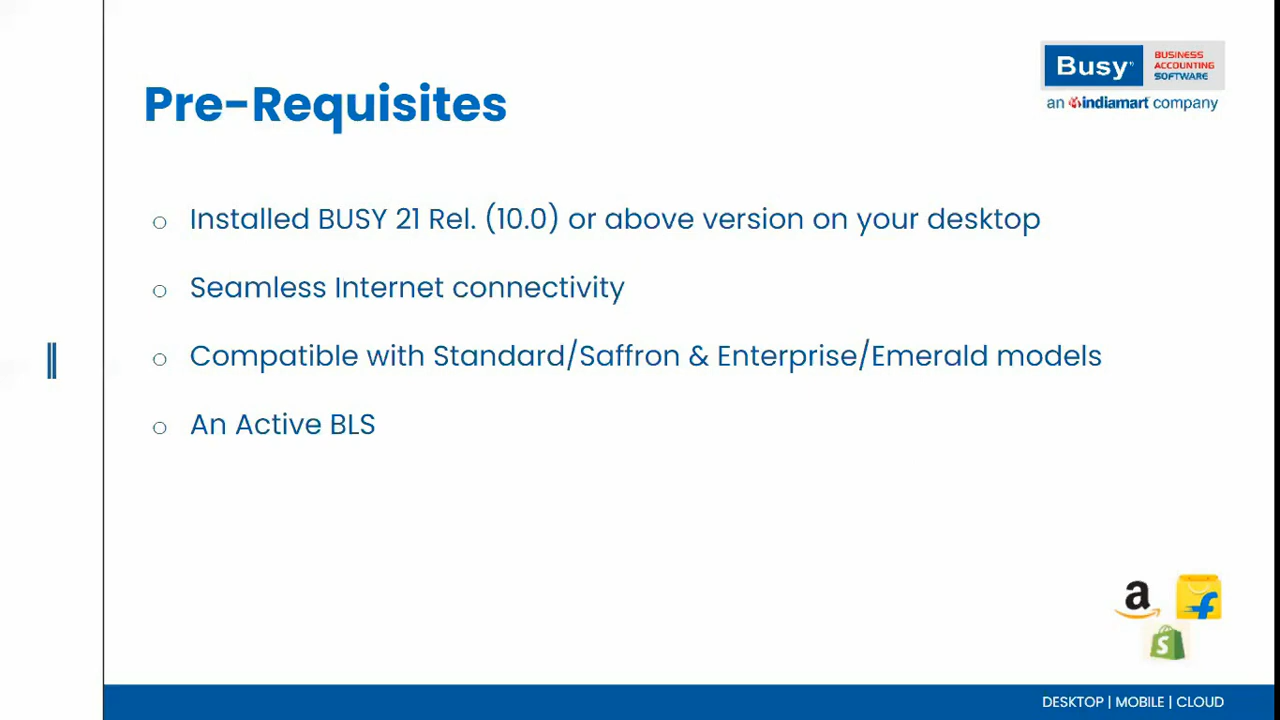 Busy
BUSINESS
ACCOUNTING
SOFTWARE
an indiamart company
Pre-Requisites
Installed BUSY 21 Rel. (10.0) or above version on your desktop
Seamless Internet connectivity
Compatible with Standard/Saffron & Enterprise/Emerald models
An Active BLS
DESKTOP | MOBILE | CLOUD